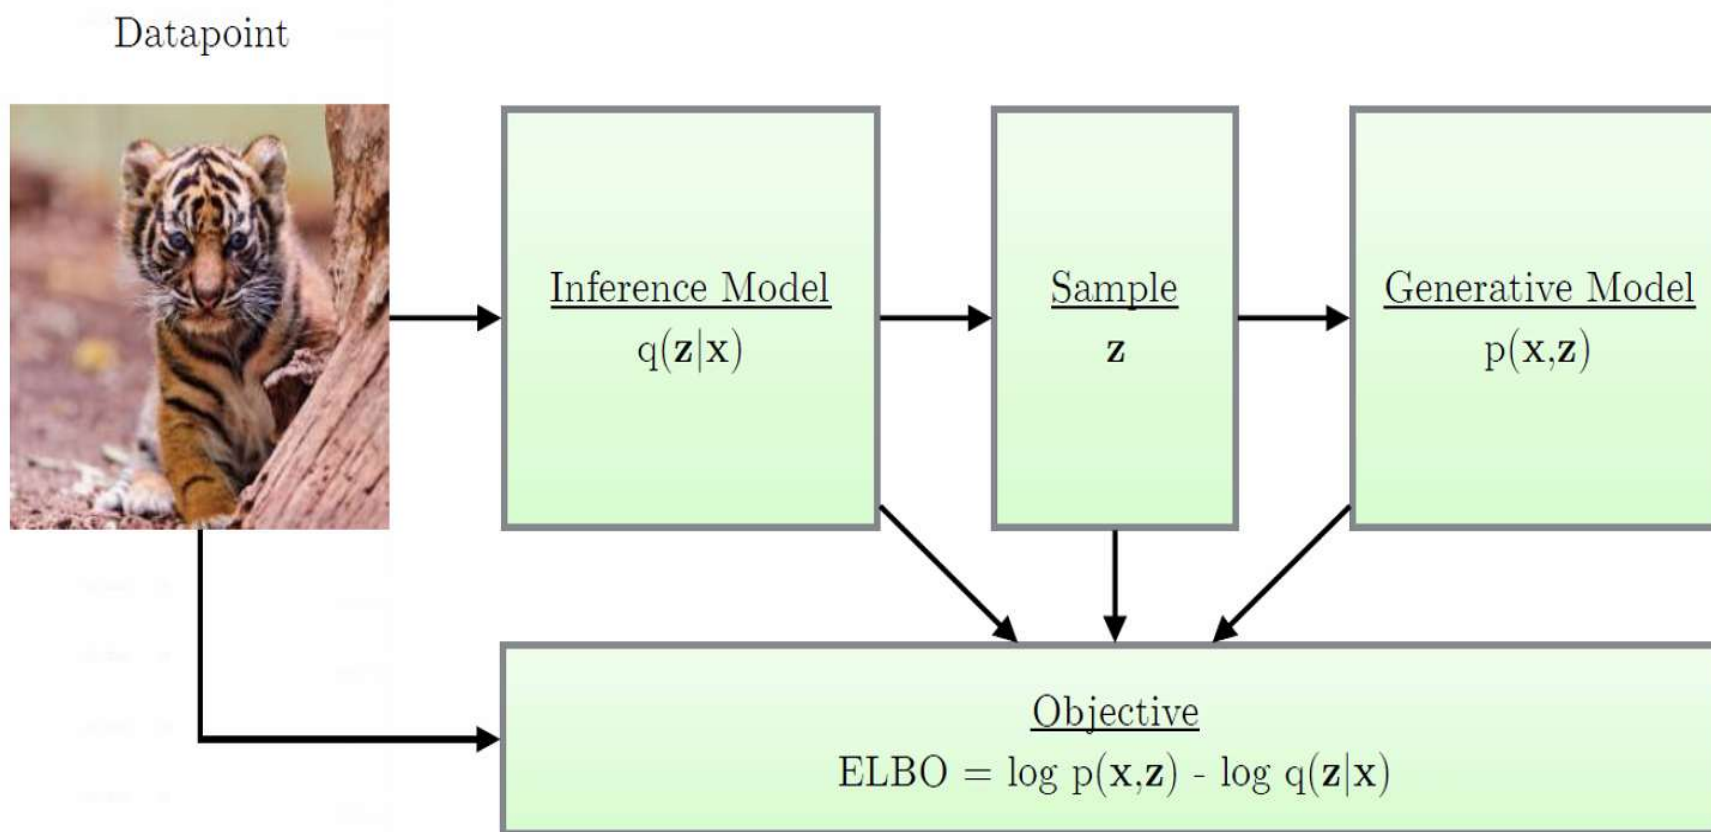 Datapoint
Inference Model
q(z|x)
Sample
z
Generative Model
p(x,z)
Objective
ELBO = log p(x,z) - log q(z|x)